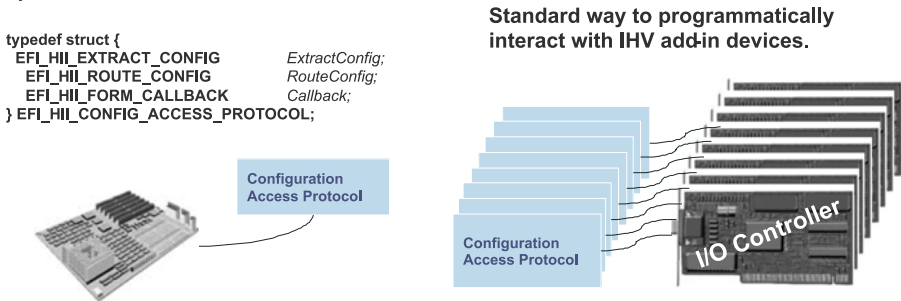 typedef struct {
EFI_HII_EXTRACT_CONFIG ExtractConfig;
EFI_HII_ROUTE_CONFIG RouteConfig;
EFI_HII_FORM_CALLBACK Callback;
} EFI_HII_CONFIG_ACCESS_PROTOCOL;
Configuration
Access Protocol
Standard way to programmatically
interact with IHV add-in devices.
Configuration
Access Protocol
I/O Controller